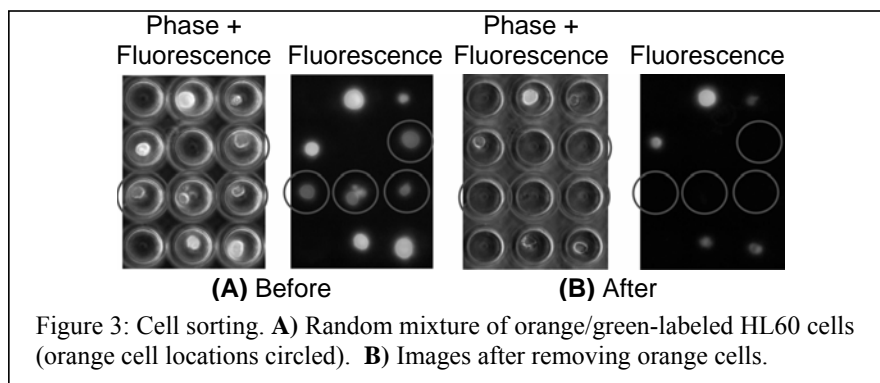 Phase +
Fluorescence Fluorescence
Phase +
Fluorescence Fluorescence
(A) Before
(B) After
Figure 3: Cell sorting. A) Random mixture of orange/green-labeled HL60 cells
(orange cell locations circled). B) Images after removing orange cells.